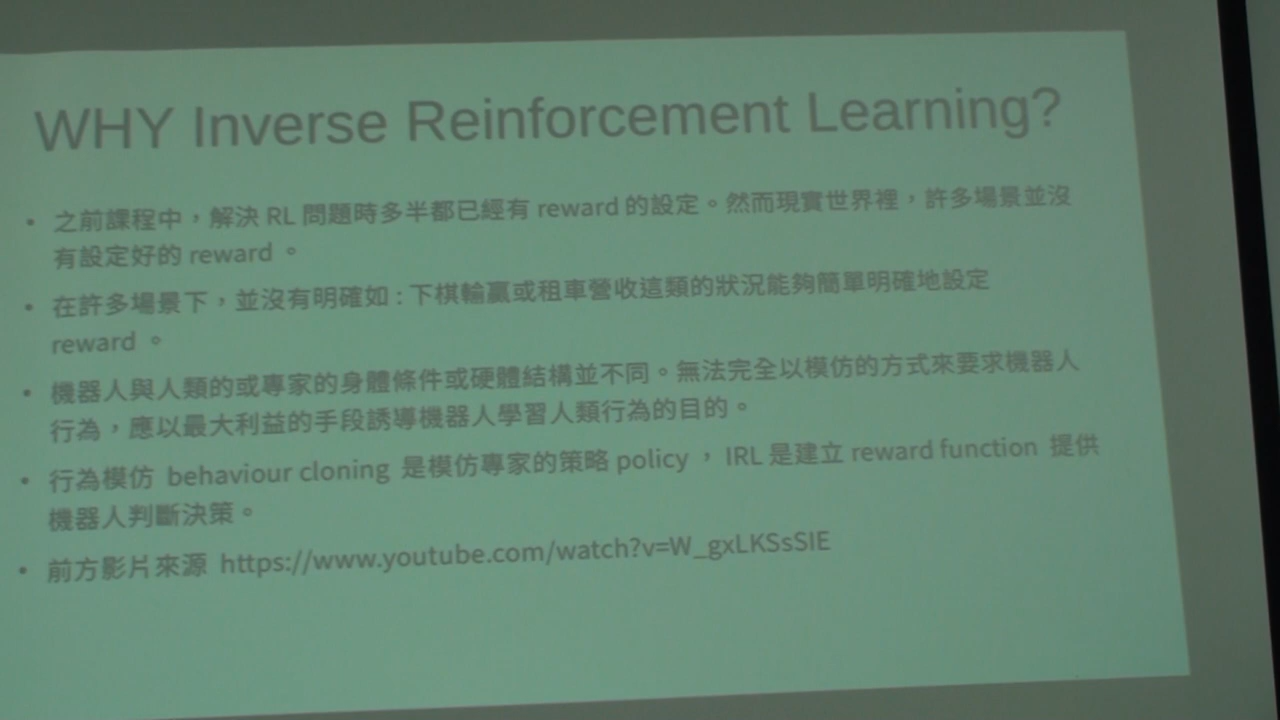 WHY Inverse Reinforcement Learning?
• 之前課程中，解決 RL 問題時多半都已經有 reward 的設定。然而現實世界裡，許多場景並沒
有設定好的 reward 。
• 在許多場景下，並沒有明確如 : 下棋輸贏或租車營收這類的狀況能夠簡單明確地設定
reward 。
• 機器人與人類的或專家的身體條件或硬體結構並不同。無法完全以模仿的方式來要求機器人
行為，應以最大利益的手段誘導機器人學習人類行為的目的。
• 行為模仿 behaviour cloning 是模仿專家的策略 policy ， IRL 是建立 reward function 提供
機器人判斷決策。
• 前方影片來源 https://www.youtube.com/watch?v=W_gxLKSsSIE